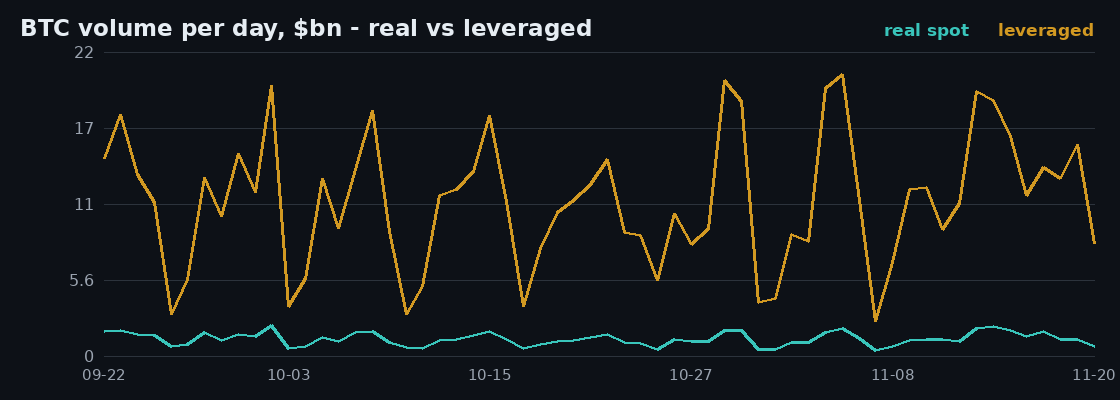 BTC volume per day, $bn - real vs leveraged
real spot leveraged
22
17
11
5.6
0
09-22 10-03 10-15 10-27 11-08 11-20